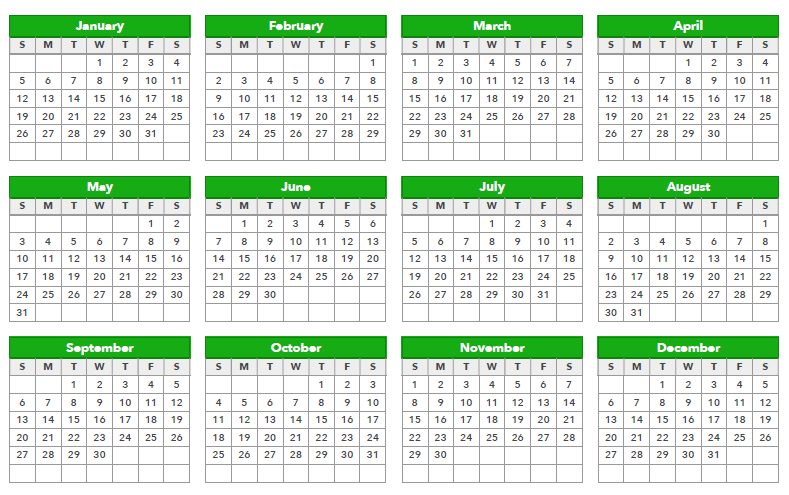 January February March April
S M T W T F S S M T W T F S S M T W T F S S M T W T F S
1 2 3 4 1 1 2 3 4 5 6 7 1 2 3 4
5 6 7 8 9 10 11 2 3 4 5 6 7 8 8 9 10 11 12 13 14 5 6 7 8 9 10 11
12 13 14 15 16 17 18 9 10 11 12 13 14 15 15 16 17 18 19 20 21 12 13 14 15 16 17 18
19 20 21 22 23 24 25 16 17 18 19 20 21 22 22 23 24 25 26 27 28 19 20 21 22 23 24 25
26 27 28 29 30 31 23 24 25 26 27 28 29 29 30 31 26 27 28 29 30
May June July August
S M T W T F S S M T W T F S S M T W T F S S M T W T F S
1 2 1 2 3 4 5 6 1 2 3 4 1
3 4 5 6 7 8 9 7 8 9 10 11 12 13 5 6 7 8 9 10 11 2 3 4 5 6 7 8
10 11 12 13 14 15 16 14 15 16 17 18 19 20 12 13 14 15 16 17 18 9 10 11 12 13 14 15
17 18 19 20 21 22 23 21 22 23 24 25 26 27 19 20 21 22 23 24 25 16 17 18 19 20 21 22
24 25 26 27 28 29 30 28 29 30 26 27 28 29 30 31 23 24 25 26 27 28 29
31 30 31
September October November December
S M T W T F S S M T W T F S S M T W T F S S M T W T F S
1 2 3 4 5 1 2 3 1 2 3 4 5 6 7 1 2 3 4 5
6 7 8 9 10 11 12 4 5 6 7 8 9 10 8 9 10 11 12 13 14 6 7 8 9 10 11 12
13 14 15 16 17 18 19 11 12 13 14 15 16 17 15 16 17 18 19 20 21 13 14 15 16 17 18 19
20 21 22 23 24 25 26 18 19 20 21 22 23 24 22 23 24 25 26 27 28 20 21 22 23 24 25 26
27 28 29 30 25 26 27 28 29 30 31 29 30 27 28 29 30 31